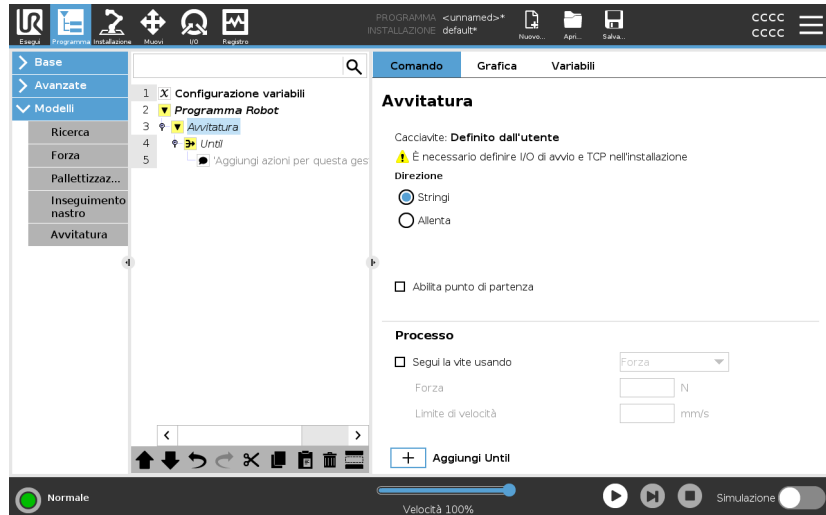 PROGRAMMA <unnamed>*
INSTALLAZIONE default*
UR
Esegui Programma Installazione Muovi I/O Registro
Nuovo... Apri... Salva...
cccc
cccc
Base
Avanzate
Modelli
Ricerca
Forza
Pallettizzaz...
Inseguimento
nastro
Avvitatura
1 X Configurazione variabili
2 Programma Robot
3 Avvitatura
4 Until
5 'Aggiungi azioni per questa ges
Comando Grafica Variabili
Avvitatura
Cacciavite: Definito dall'utente
È necessario definire I/O di avvio e TCP nell'installazione
Direzione
Stringi
Allenta
Abilita punto di partenza
Processo
Segui la vite usando Forza
Forza N
Limite di velocità mm/s
+ Aggiungi Until
Normale
Velocità 100%
Simulazione